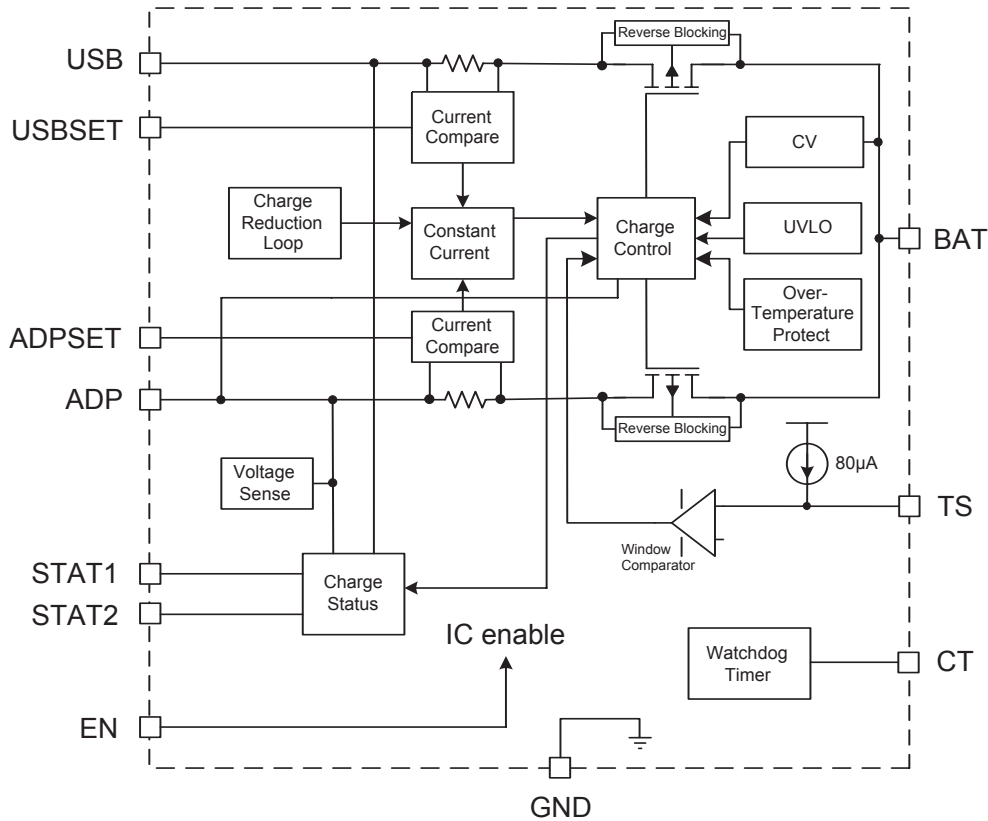 Reverse Blocking
USB
USBSET
Current
Compare
CV
Charge
Reduction
Loop
Constant
Current
Charge
Control
UVLO
BAT
Over-
Temperature
Protect
ADPSET
Current
Compare
ADP
Reverse Blocking
Voltage
Sense
80µA
TS
Window
Comparator
STAT1
STAT2
Charge
Status
IC enable
Watchdog
Timer
CT
EN
GND